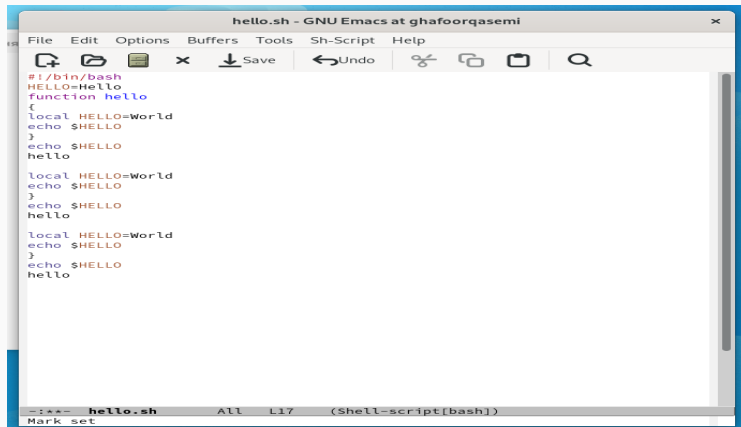 hello.sh - GNU Emacs at ghafoorqasemi ×
File Edit Options Buffers Tools Sh-Script Help
Save Undo
#!/bin/bash
HELLO=Hello
function hello
{
local HELLO=World
echo $HELLO
}
echo $HELLO
hello
local HELLO=World
echo $HELLO
}
echo $HELLO
hello
local HELLO=World
echo $HELLO
}
echo $HELLO
hello
-:**- hello.sh All L17 (Shell-script[bash])
Mark set